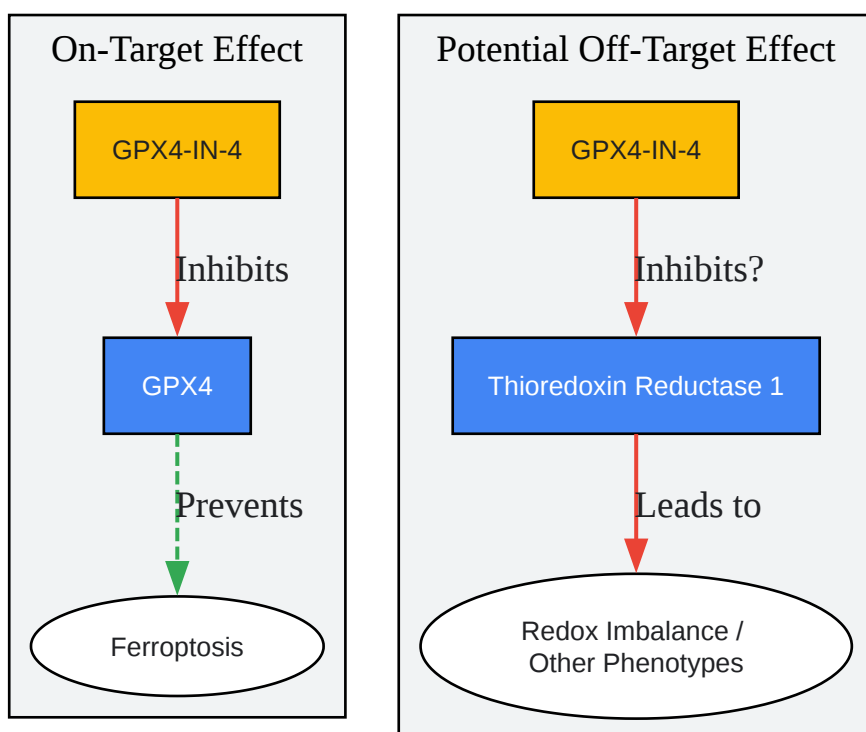 On-Target Effect
GPX4-IN-4
Inhibits
GPX4
Prevents
Ferroptosis
Potential Off-Target Effect
GPX4-IN-4
Inhibits?
Thioredoxin Reductase 1
Leads to
Redox Imbalance /
Other Phenotypes